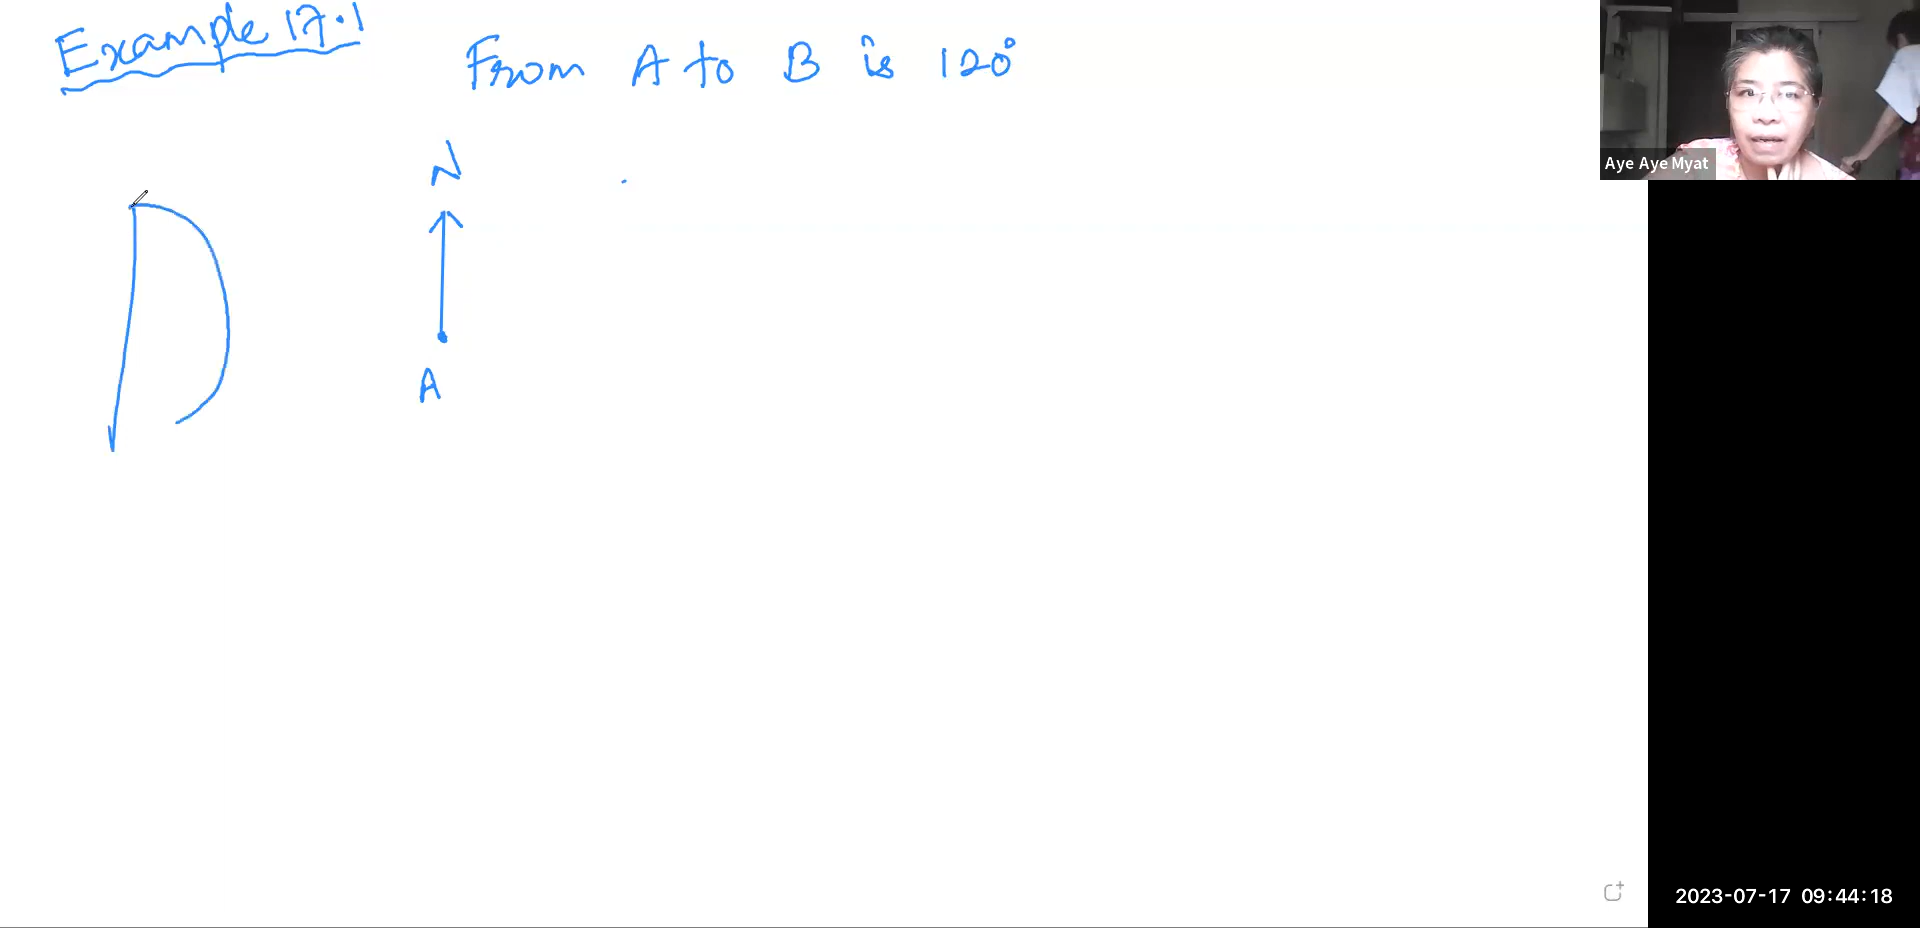 Example 17.1
From A to B is 120°
N
A
Aye Aye Myat
2023-07-17 09:44:18